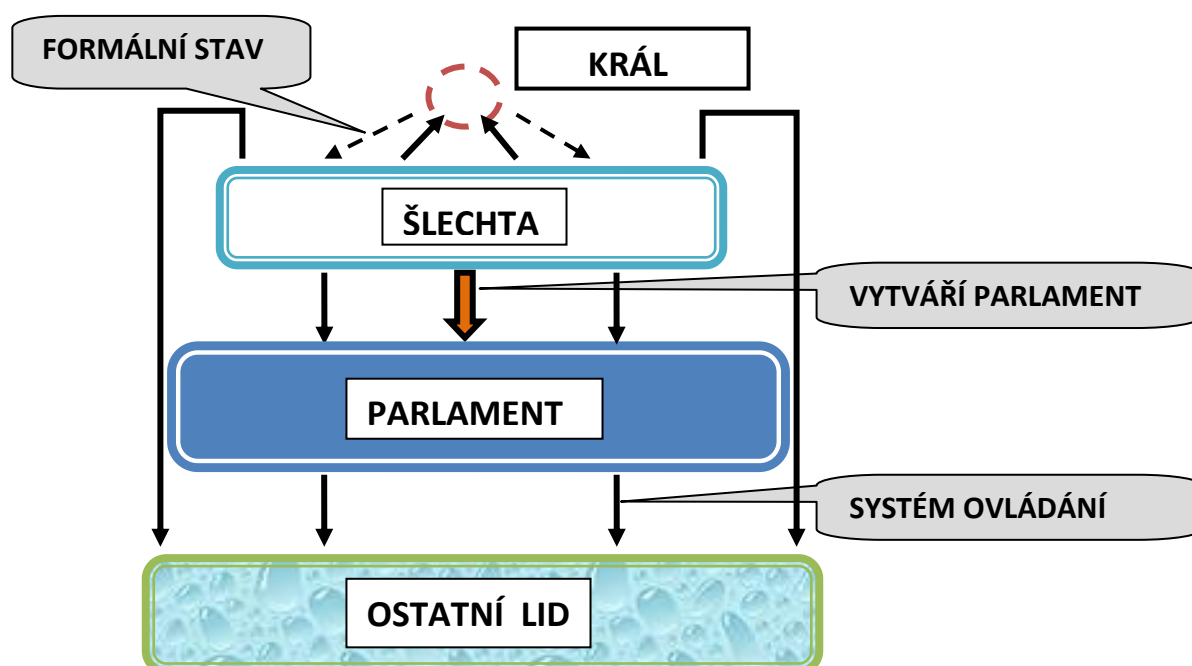 FORMÁLNÍ STAV
KRÁL
ŠLECHTA
VYTVÁŘÍ PARLAMENT
PARLAMENT
SYSTÉM OVLÁDÁNÍ
OSTATNÍ LID